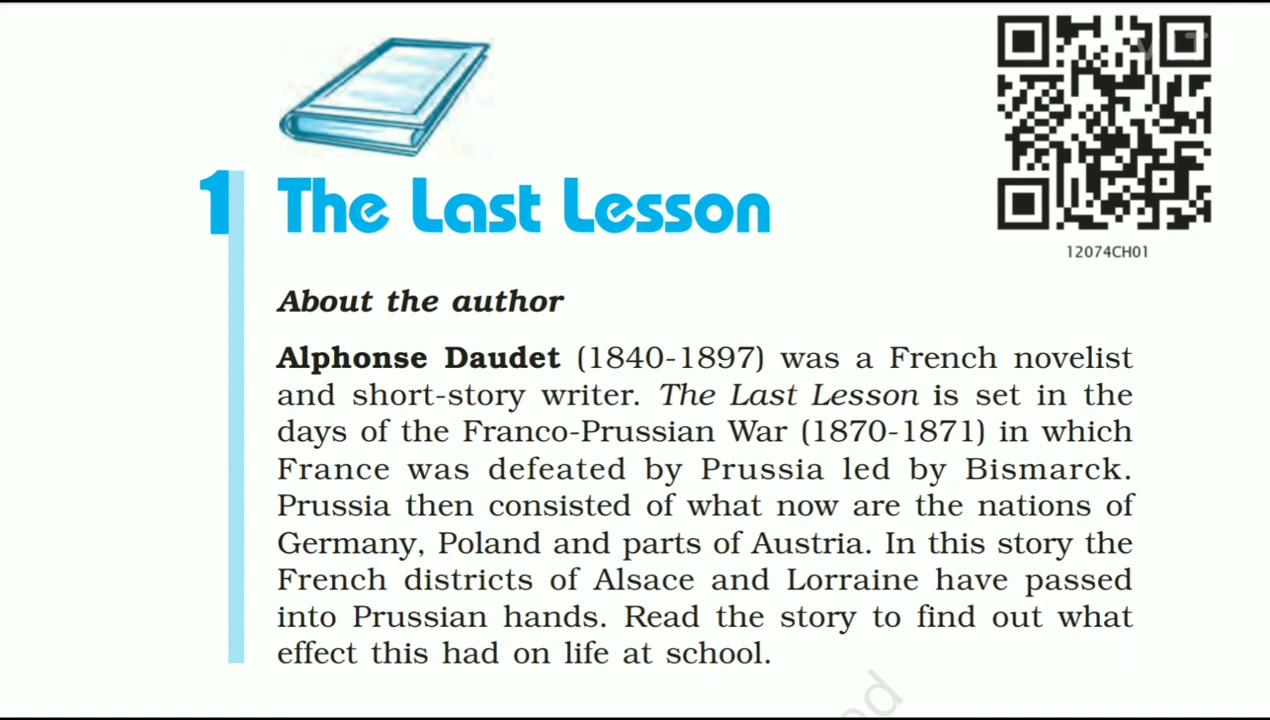 1 The Last Lesson
12074CH01
About the author
Alphonse Daudet (1840-1897) was a French novelist
and short-story writer. The Last Lesson is set in the
days of the Franco-Prussian War (1870-1871) in which
France was defeated by Prussia led by Bismarck.
Prussia then consisted of what now are the nations of
Germany, Poland and parts of Austria. In this story the
French districts of Alsace and Lorraine have passed
into Prussian hands. Read the story to find out what
effect this had on life at school.